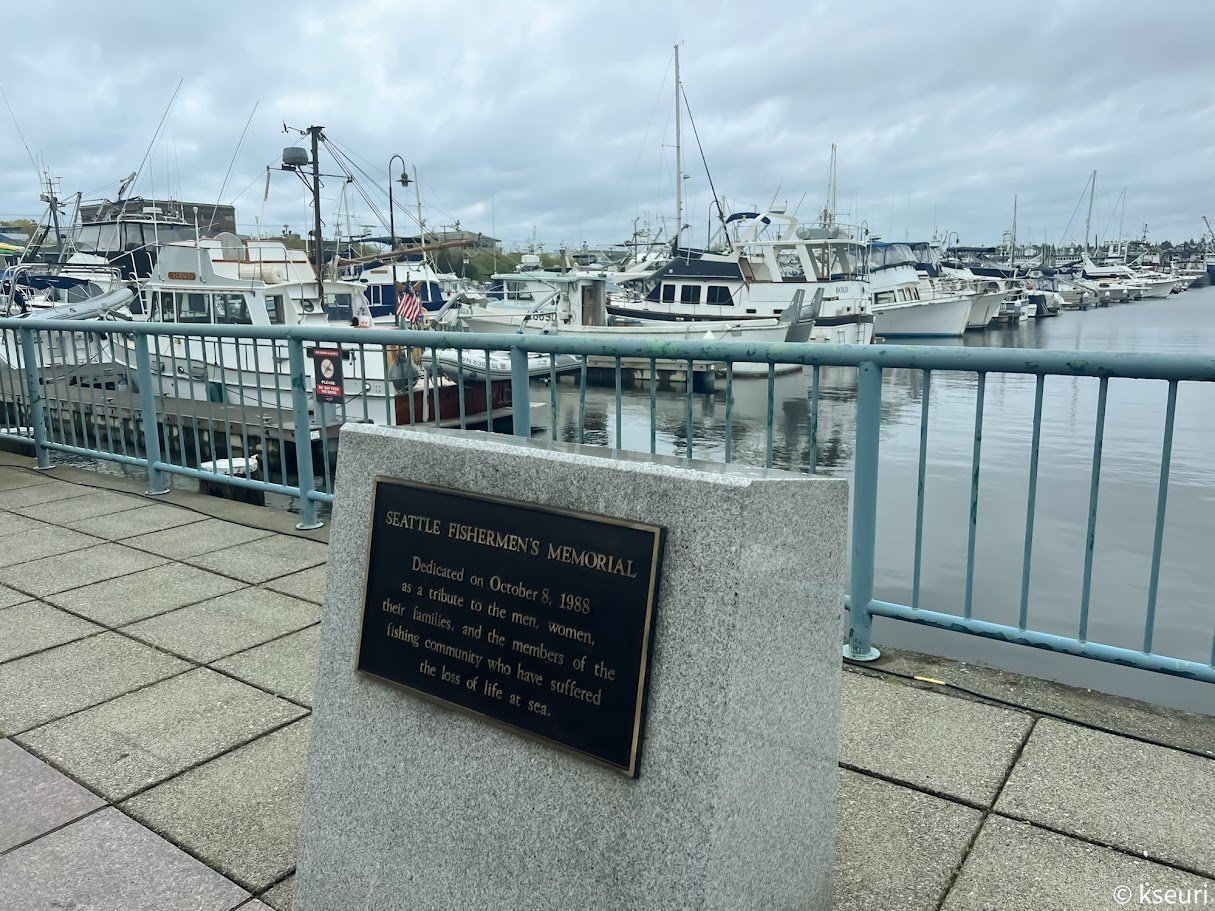 SEATTLE FISHERMEN'S MEMORIAL
Dedicated on October 8, 1988
as a tribute to the men, women,
their families, and the members of the
fishing community who have suffered
the loss of life at sea.
PLEASE
© kseuri